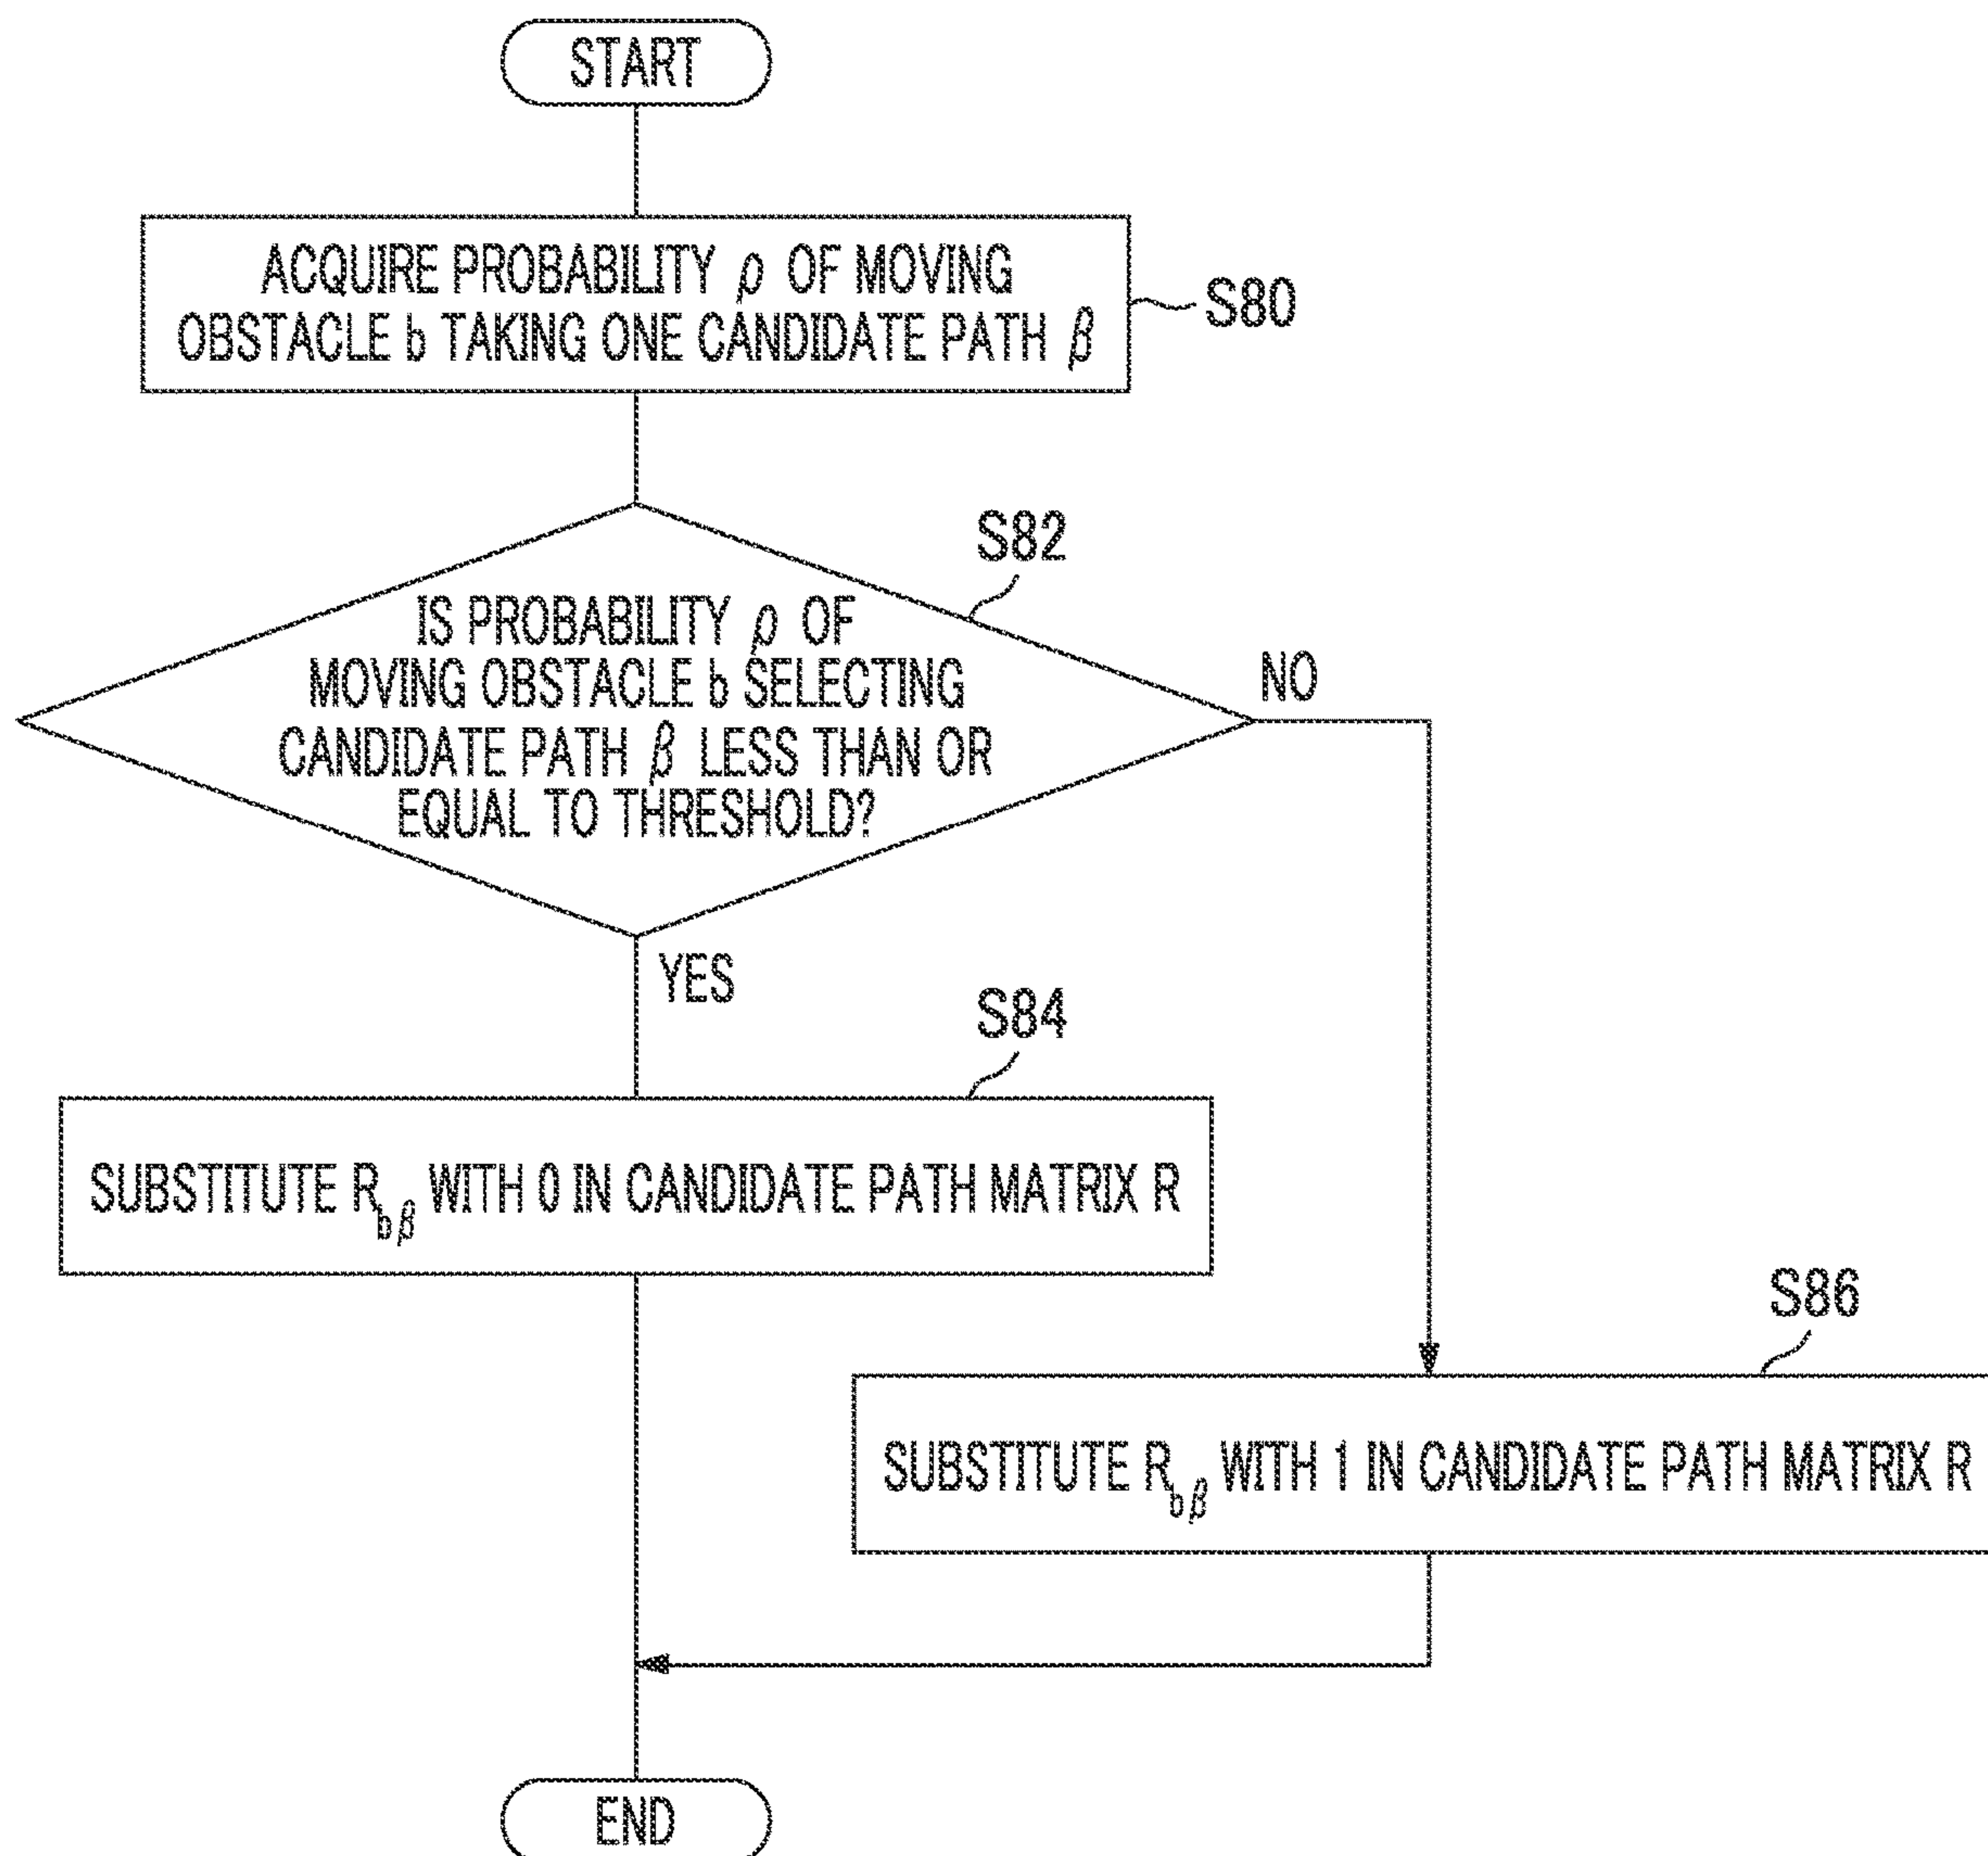 START
ACQUIRE PROBABILITY ρ OF MOVING
OBSTACLE b TAKING ONE CANDIDATE PATH β
S80
S82
IS PROBABILITY ρ OF
MOVING OBSTACLE b SELECTING
CANDIDATE PATH β LESS THAN OR
EQUAL TO THRESHOLD?
NO
YES
S84
SUBSTITUTE R_bβ WITH 0 IN CANDIDATE PATH MATRIX R
S86
SUBSTITUTE R_bβ WITH 1 IN CANDIDATE PATH MATRIX R
END